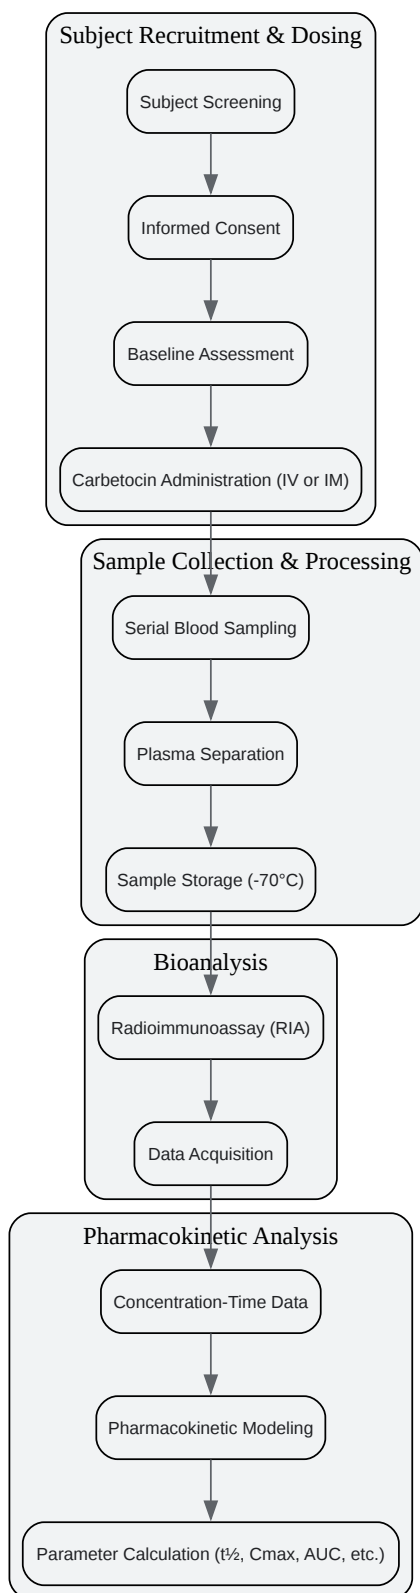 Subject Recruitment & Dosing
Subject Screening
Informed Consent
Baseline Assessment
Carbetocin Administration (IV or IM)
Sample Collection & Processing
Serial Blood Sampling
Plasma Separation
Sample Storage (-70°C)
Bioanalysis
Radioimmunoassay (RIA)
Data Acquisition
Pharmacokinetic Analysis
Concentration-Time Data
Pharmacokinetic Modeling
Parameter Calculation (t½, Cmax, AUC, etc.)